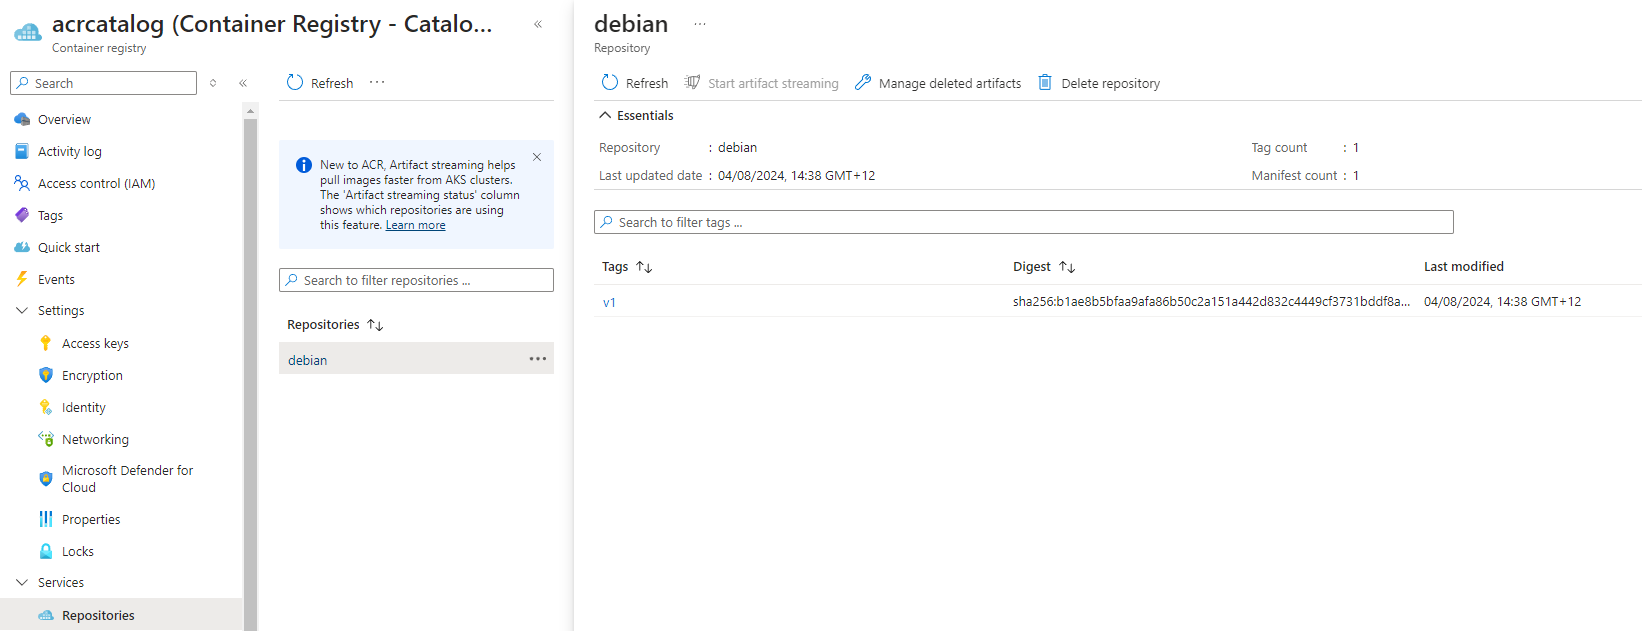 acrcatalog (Container Registry - Catalo...
Container registry
Search
Overview
Activity log
Access control (IAM)
Tags
Quick start
Events
Settings
Access keys
Encryption
Identity
Networking
Microsoft Defender for
Cloud
Properties
Locks
Services
Repositories
Refresh
New to ACR, Artifact streaming helps
pull images faster from AKS clusters.
The 'Artifact streaming status' column
shows which repositories are using
this feature. Learn more
Search to filter repositories ...
Repositories
debian
debian
Repository
Refresh Start artifact streaming Manage deleted artifacts Delete repository
Essentials
Repository : debian Tag count : 1
Last updated date : 04/08/2024, 14:38 GMT+12 Manifest count : 1
Search to filter tags ...
Tags Digest Last modified
v1 sha256:b1ae8b5bfaa9afa86b50c2a151a442d832c4449cf3731bddf8a... 04/08/2024, 14:38 GMT+12